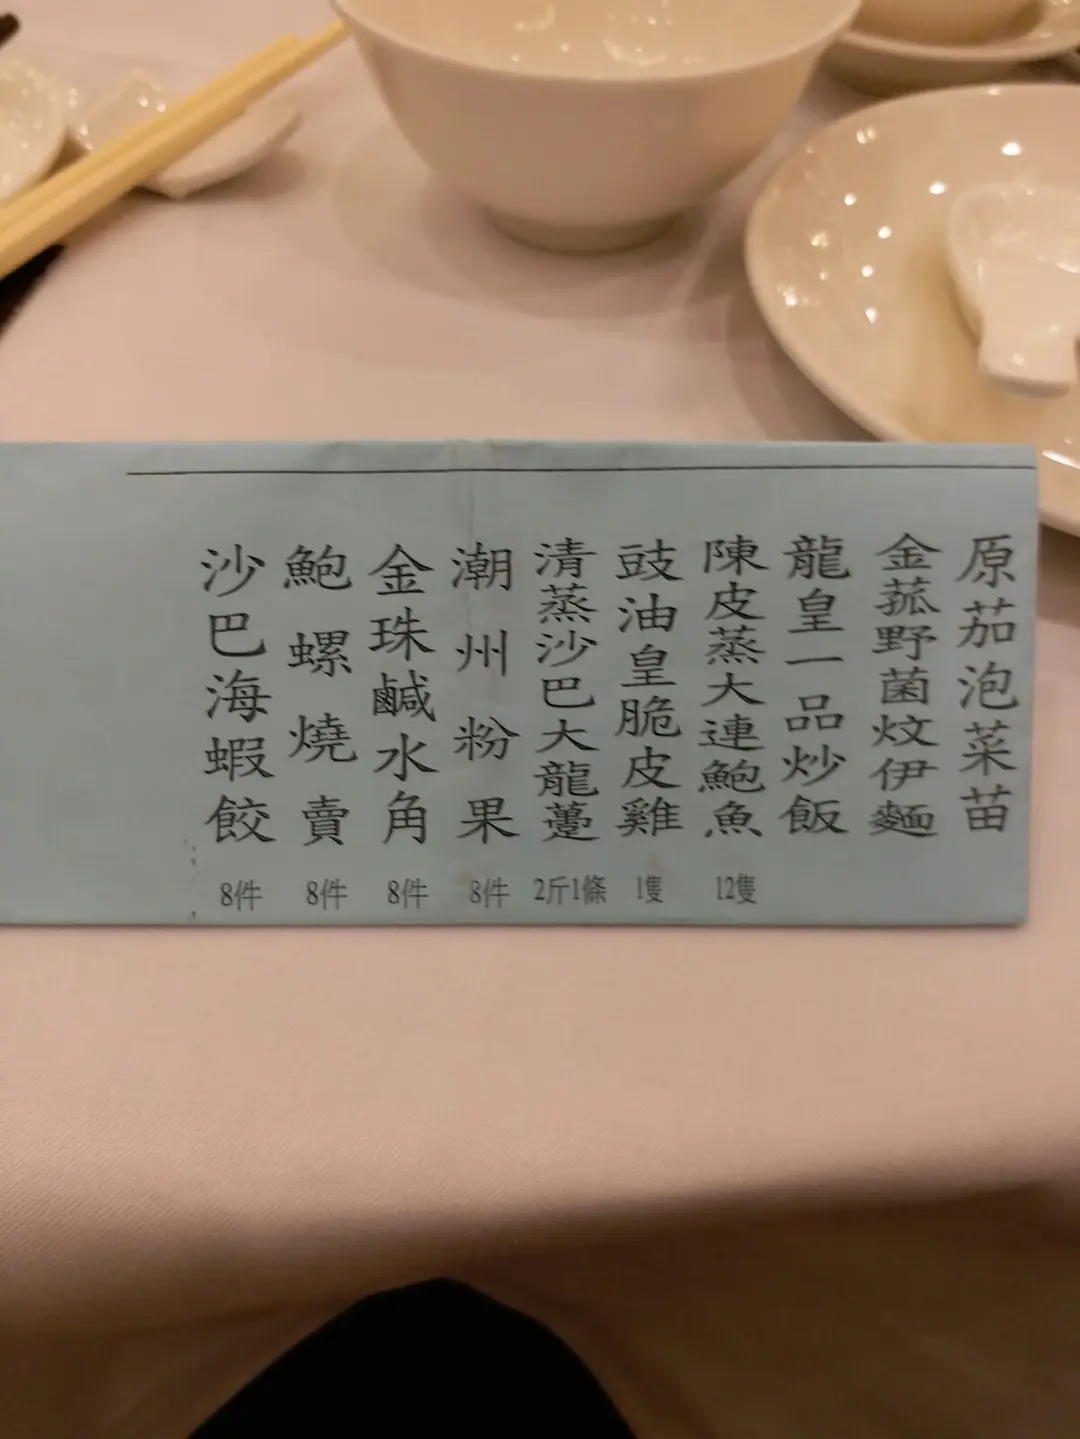 原茄泡菜苗
金菰野菌炆伊麵
龍皇一品炒飯
陳皮蒸大連鮑魚 12隻
豉油皇脆皮雞 1隻
清蒸沙巴大龍躉 2斤1條
潮州粉果 8件
金珠鹹水角 8件
鮑螺燒賣 8件
沙巴海蝦餃 8件